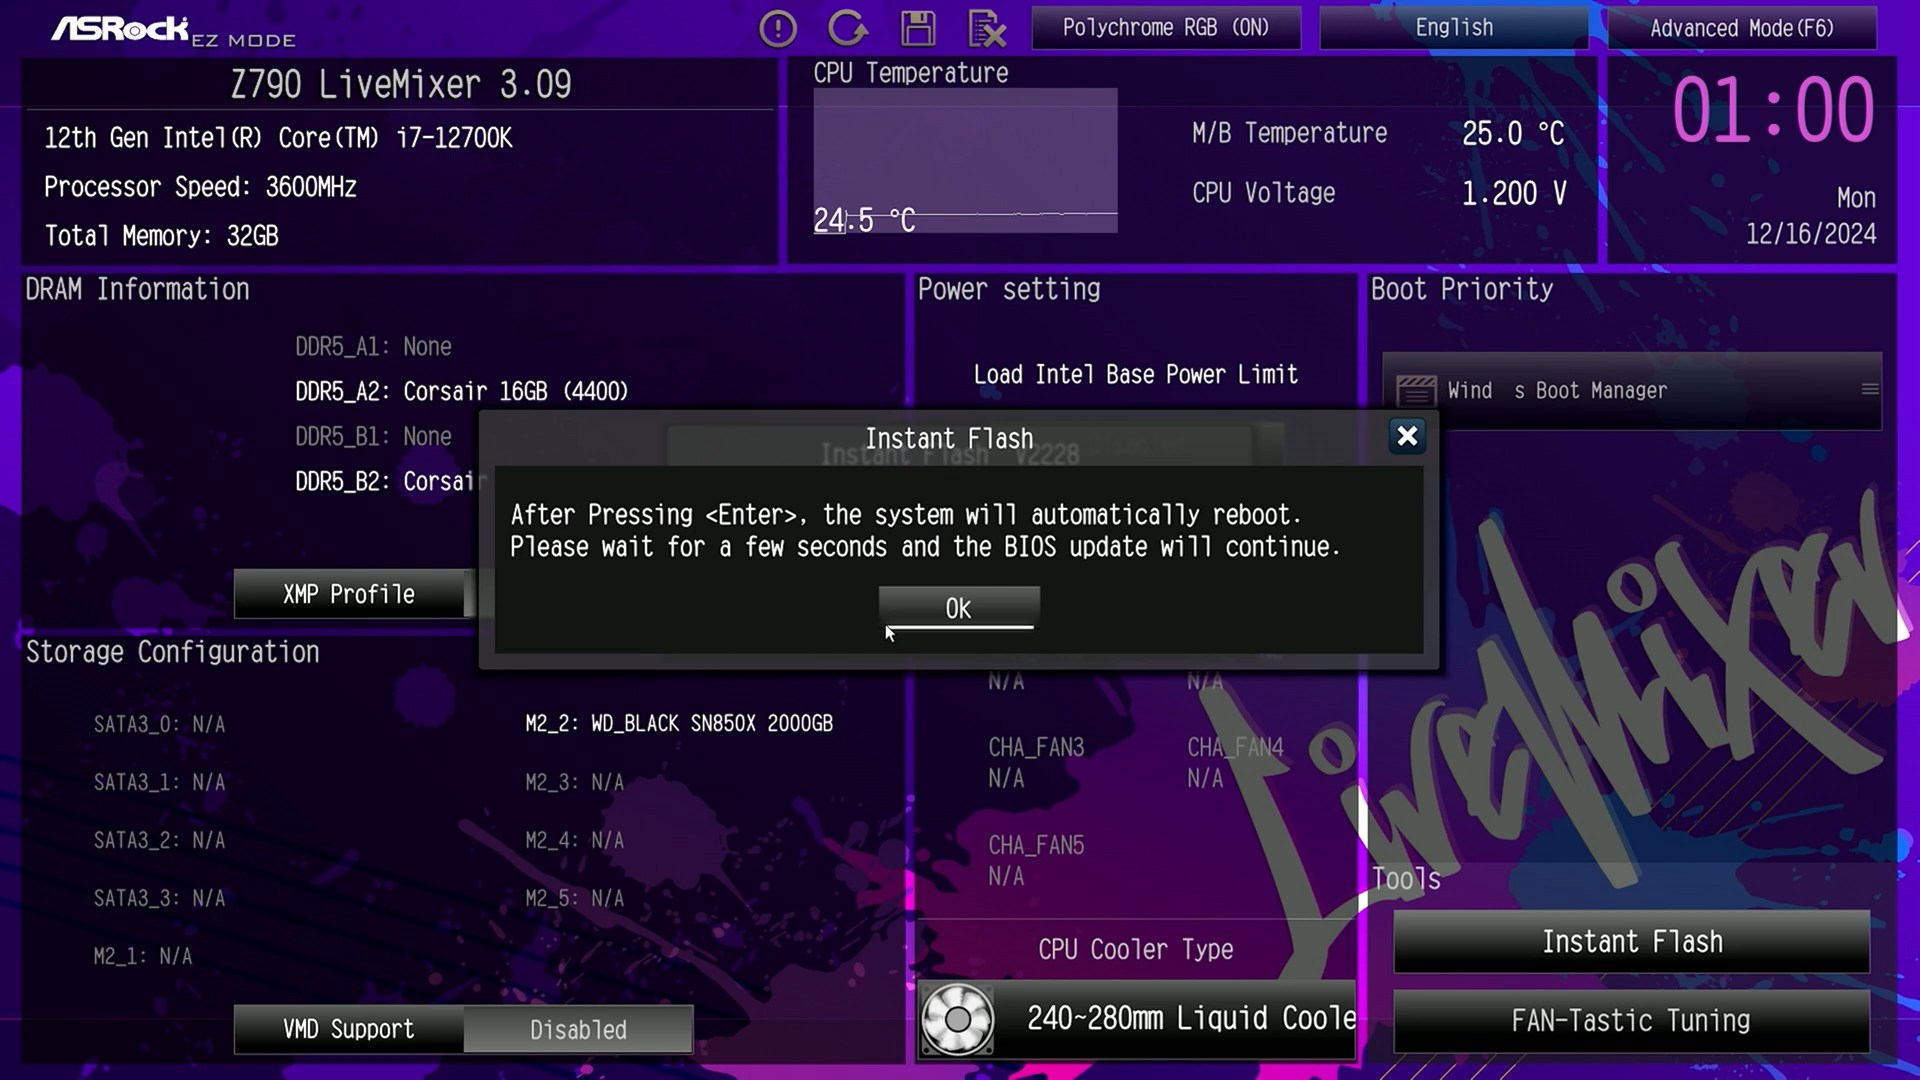 ASRock EZ MODE
Polychrome RGB (ON)
English
Advanced Mode(F6)
Z790 LiveMixer 3.09
12th Gen Intel(R) Core(TM) i7-12700K
Processor Speed: 3600MHz
Total Memory: 32GB
CPU Temperature
24.5 °C
M/B Temperature 25.0 °C
CPU Voltage 1.200 V
01:00
Mon
12/16/2024
DRAM Information
DDR5_A1: None
DDR5_A2: Corsair 16GB (4400)
DDR5_B1: None
DDR5_B2: Corsair
XMP Profile
Power setting
Load Intel Base Power Limit
Boot Priority
Wind s Boot Manager
Instant Flash
Instant Flash V2228
After Pressing <Enter>, the system will automatically reboot.
Please wait for a few seconds and the BIOS update will continue.
Ok
Storage Configuration
SATA3_0: N/A
SATA3_1: N/A
SATA3_2: N/A
SATA3_3: N/A
M2_1: N/A
M2_2: WD_BLACK SN850X 2000GB
M2_3: N/A
M2_4: N/A
M2_5: N/A
VMD Support
Disabled
N/A N/A
CHA_FAN3 CHA_FAN4
N/A N/A
CHA_FAN5
N/A
CPU Cooler Type
240~280mm Liquid Coole
LiveMixer
Tools
Instant Flash
FAN-Tastic Tuning